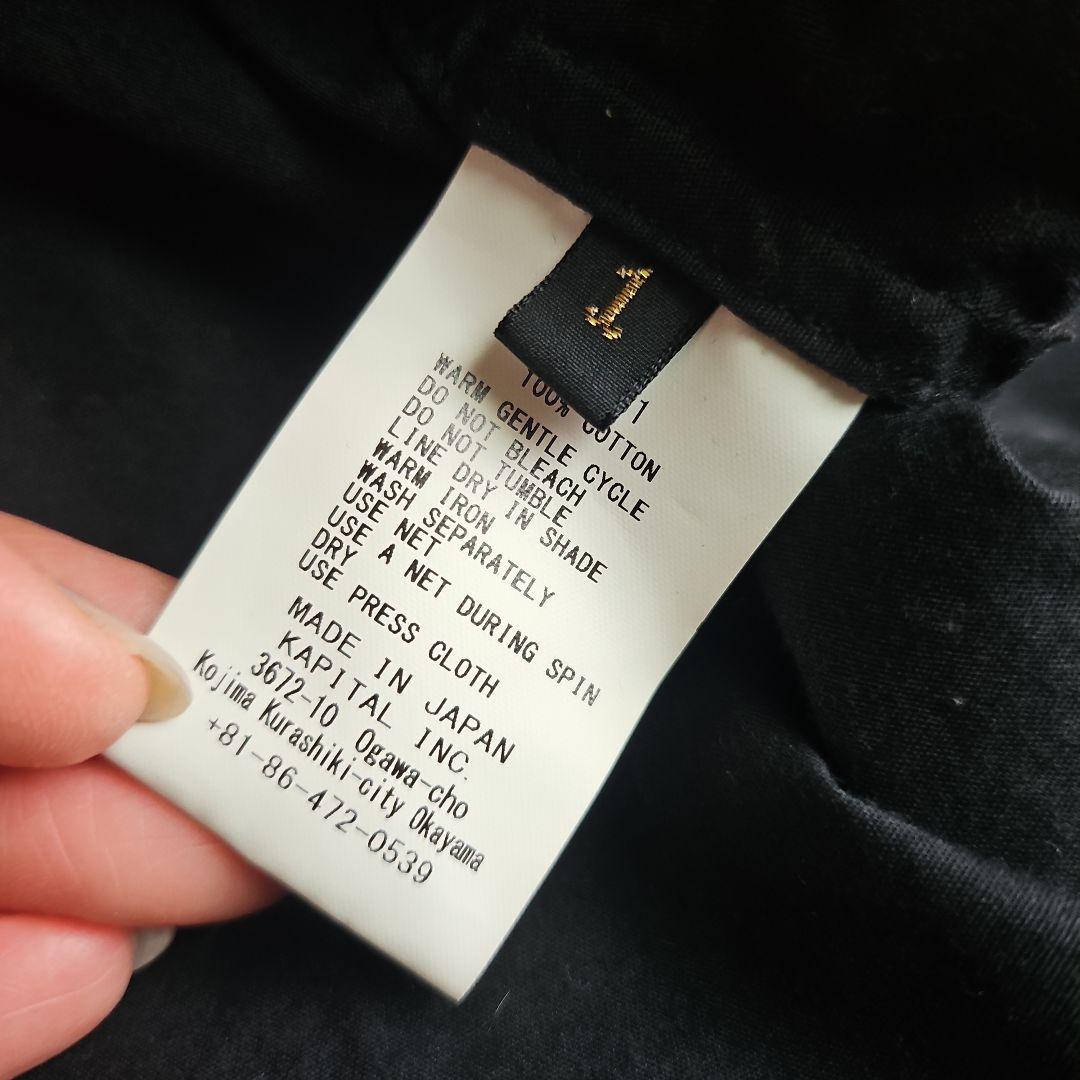 1
1
100% COTTON
WARM GENTLE CYCLE
DO NOT BLEACH
DO NOT TUMBLE
LINE DRY IN SHADE
WARM IRON
WASH SEPARATELY
USE NET
USE A NET DURING SPIN
DRY
USE PRESS CLOTH
MADE IN JAPAN
KAPITAL INC.
3672-10 Ogawa-cho
Kojima Kurashiki-city Okayama
+81-86-472-0539